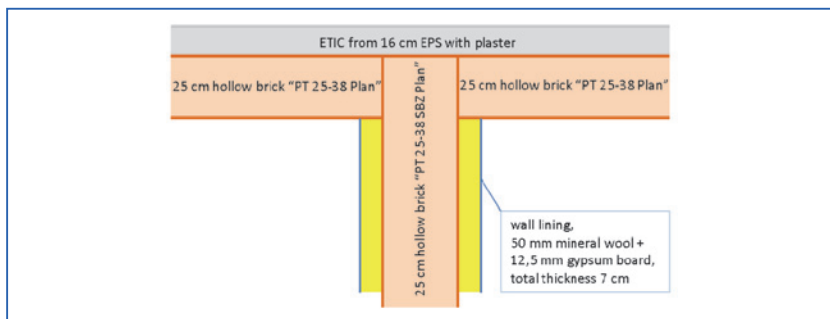 ETIC from 16 cm EPS with plaster
25 cm hollow brick “PT 25-38 Plan”
25 cm hollow brick “PT 25-38 SBZ Plan”
25 cm hollow brick “PT 25-38 Plan”
wall lining,
50 mm mineral wool +
12,5 mm gypsum board,
total thickness 7 cm